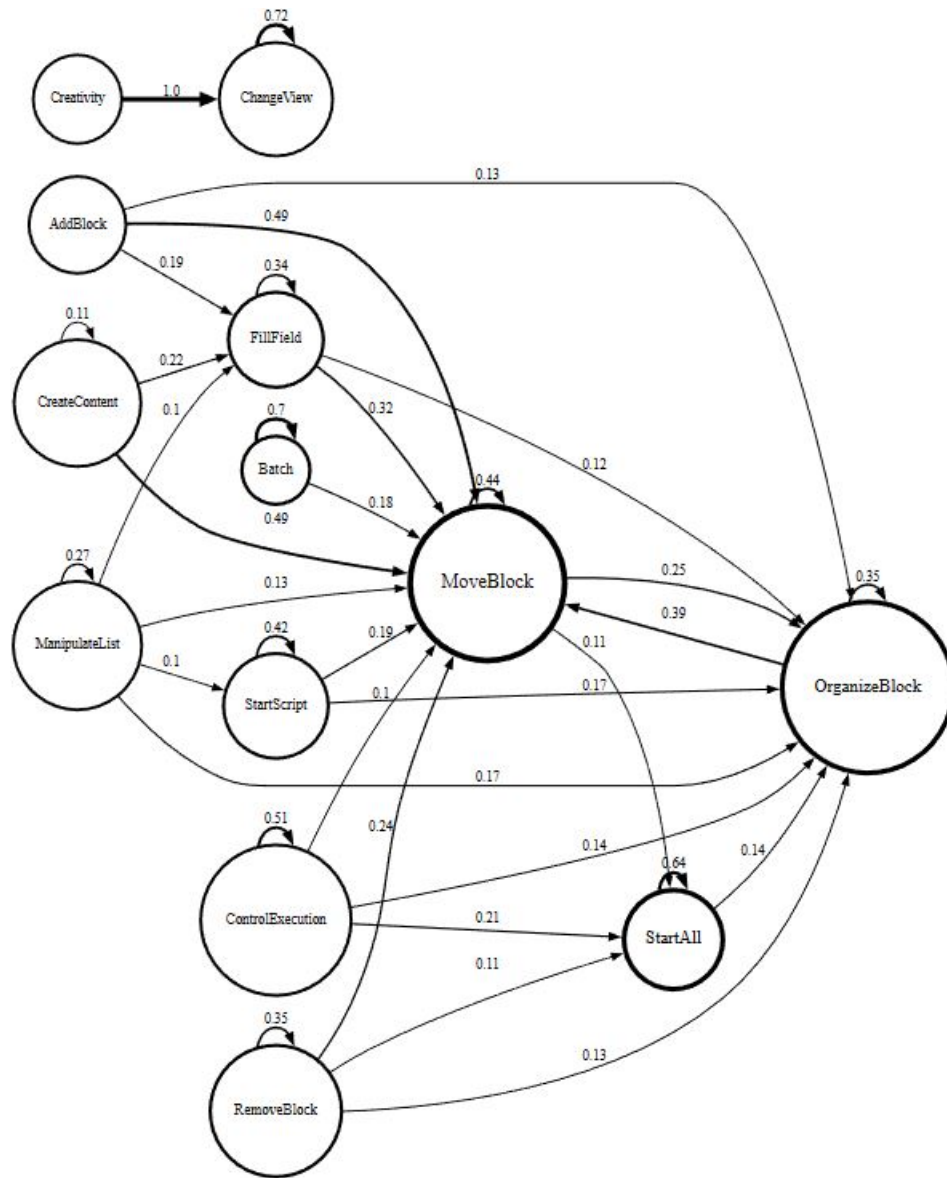 0.72
Creativity
1.0
ChangeView
0.13
AddBlock
0.49
0.19
0.34
FillField
0.11
0.22
CreateContent
0.1
0.32
0.7
Batch
0.12
0.18
0.44
0.49
MoveBlock
0.27
0.13
0.25
0.35
ManipulateList
0.42
0.19
0.39
0.11
0.1
StartScript
0.1
0.17
OrganizeBlock
0.17
0.51
0.24
0.14
0.14
0.64
ControlExecution
0.21
StartAll
0.11
0.35
0.13
RemoveBlock